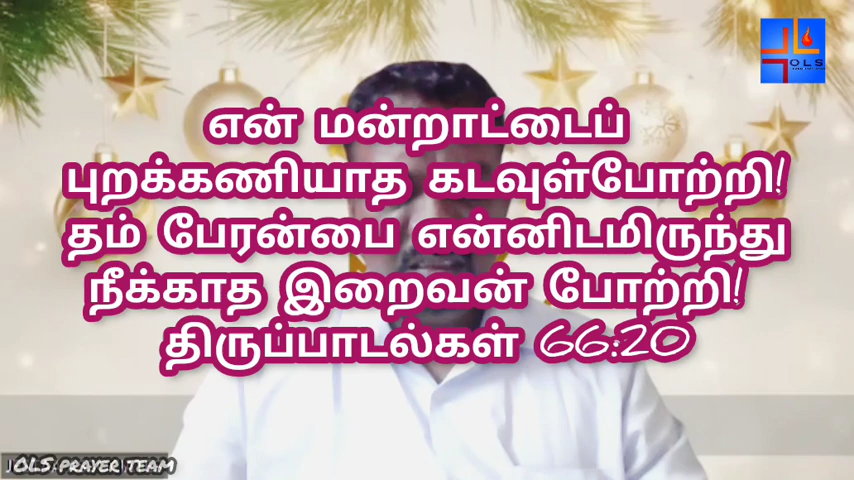 என் மன்றாட்டைப்
புறக்கணியாத கடவுள்போற்றி!
தம் பேரன்பை என்னிடமிருந்து
நீக்காத இறைவன் போற்றி!
திருப்பாடல்கள் 66:20
OLS
OLS PRAYER TEAM